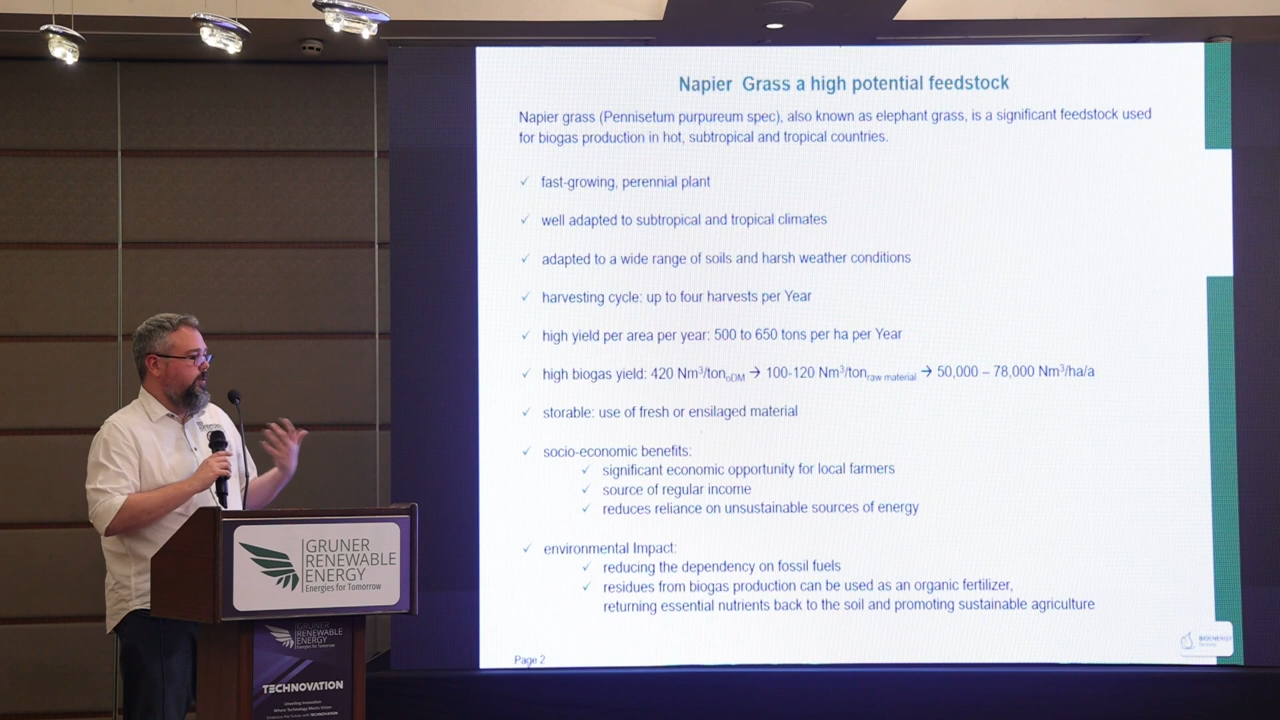 Napier Grass a high potential feedstock
Napier grass (Pennisetum purpureum spec), also known as elephant grass, is a significant feedstock used
for biogas production in hot, subtropical and tropical countries.
✓ fast-growing, perennial plant
✓ well adapted to subtropical and tropical climates
✓ adapted to a wide range of soils and harsh weather conditions
✓ harvesting cycle: up to four harvests per Year
✓ high yield per area per year: 500 to 650 tons per ha per Year
✓ high biogas yield: 420 Nm³/ton oDM → 100-120 Nm³/ton raw material → 50,000 – 78,000 Nm³/ha/a
✓ storable: use of fresh or ensilaged material
✓ socio-economic benefits:
✓ significant economic opportunity for local farmers
✓ source of regular income
✓ reduces reliance on unsustainable sources of energy
✓ environmental Impact:
✓ reducing the dependency on fossil fuels
✓ residues from biogas production can be used as an organic fertilizer,
returning essential nutrients back to the soil and promoting sustainable agriculture
Page 2
BIOENERGY
GRUNER
RENEWABLE
ENERGY
Energies for Tomorrow
GRUNER
RENEWABLE
ENERGY
Energies for Tomorrow
TECHNOVATION
Unveiling Innovation
Where Technology Meets Vision